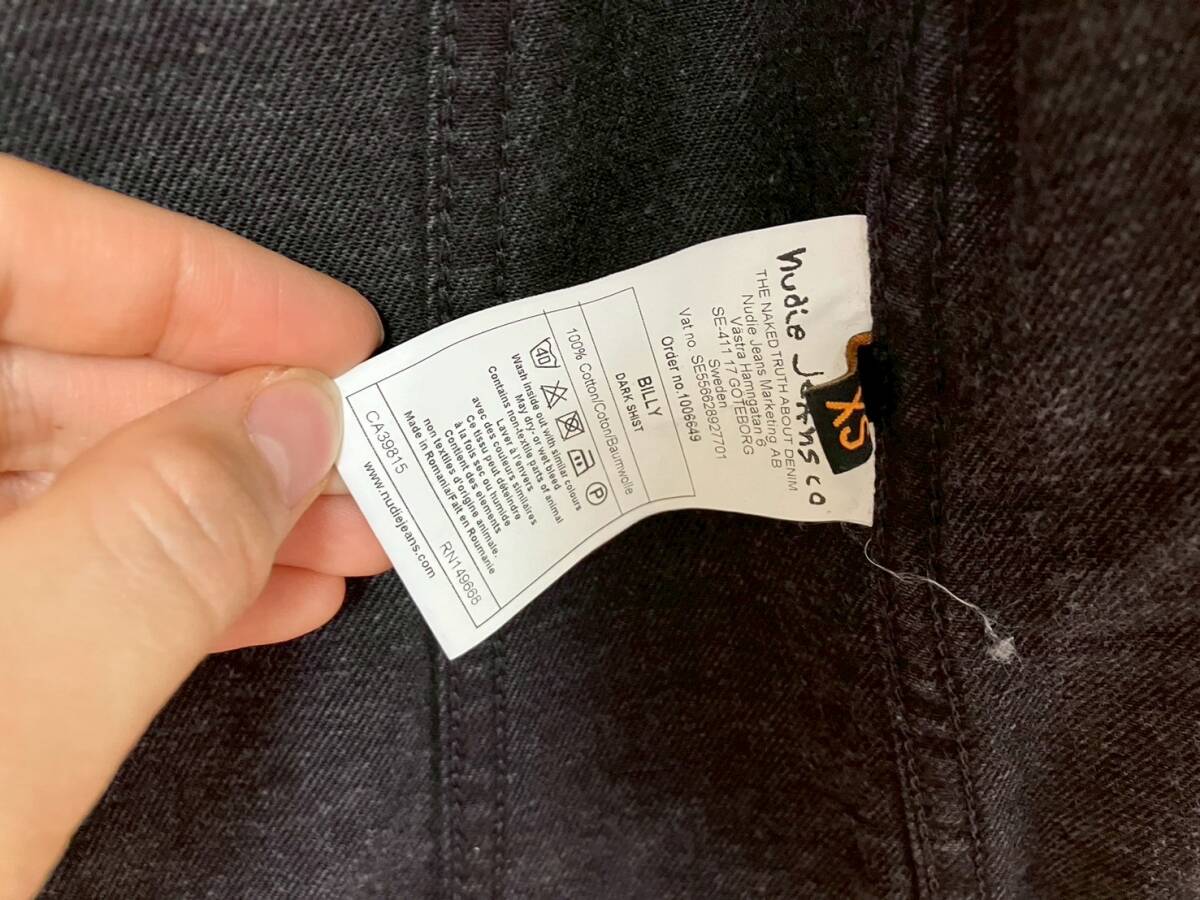 nudie jeans co
XS
THE NAKED TRUTH ABOUT DENIM
Nudie Jeans Marketing AB
Västra Hamngatan 6
SE-411 17 GÖTEBORG
Sweden
Vat no. SE556628927701
Order no.1006649
BILLY
DARK SHIST
100% Cotton/Coton/Baumwolle
40 P
Wash inside out with similar colours
May dry- or wet bleed
Contains non-textile parts of animal
Laver à l'envers
avec des couleurs similaires
Ce tissu peut déteindre
à la fois sec ou humide
Contient des elements
non textiles d'origine animale.
Made in Romania/Fait en Roumanie
CA39815 RN149668
www.nudiejeans.com